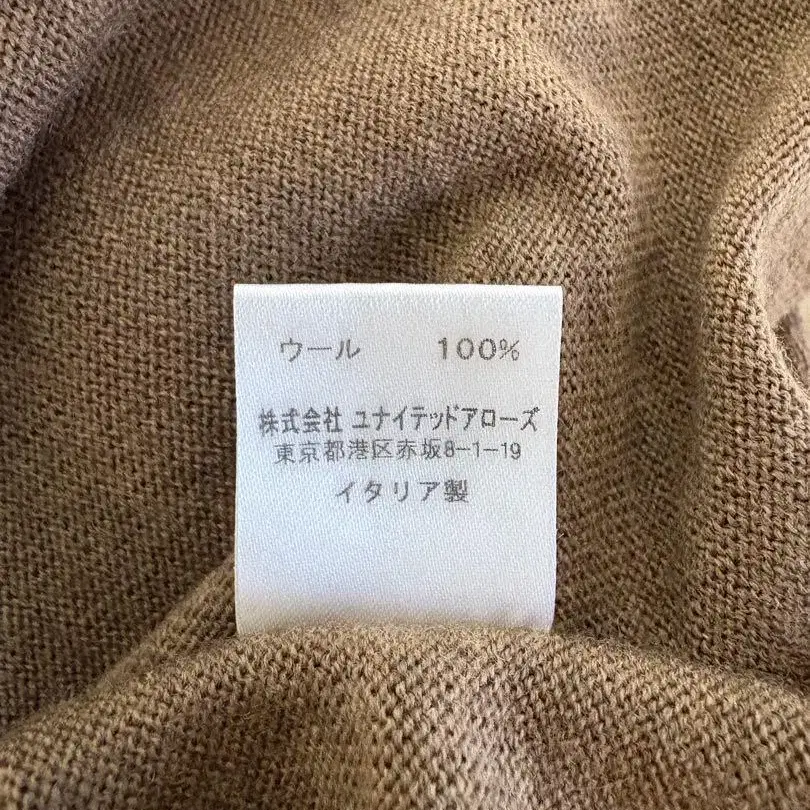 ウール 100%
株式会社 ユナイテッドアローズ
東京都港区赤坂8-1-19
イタリア製